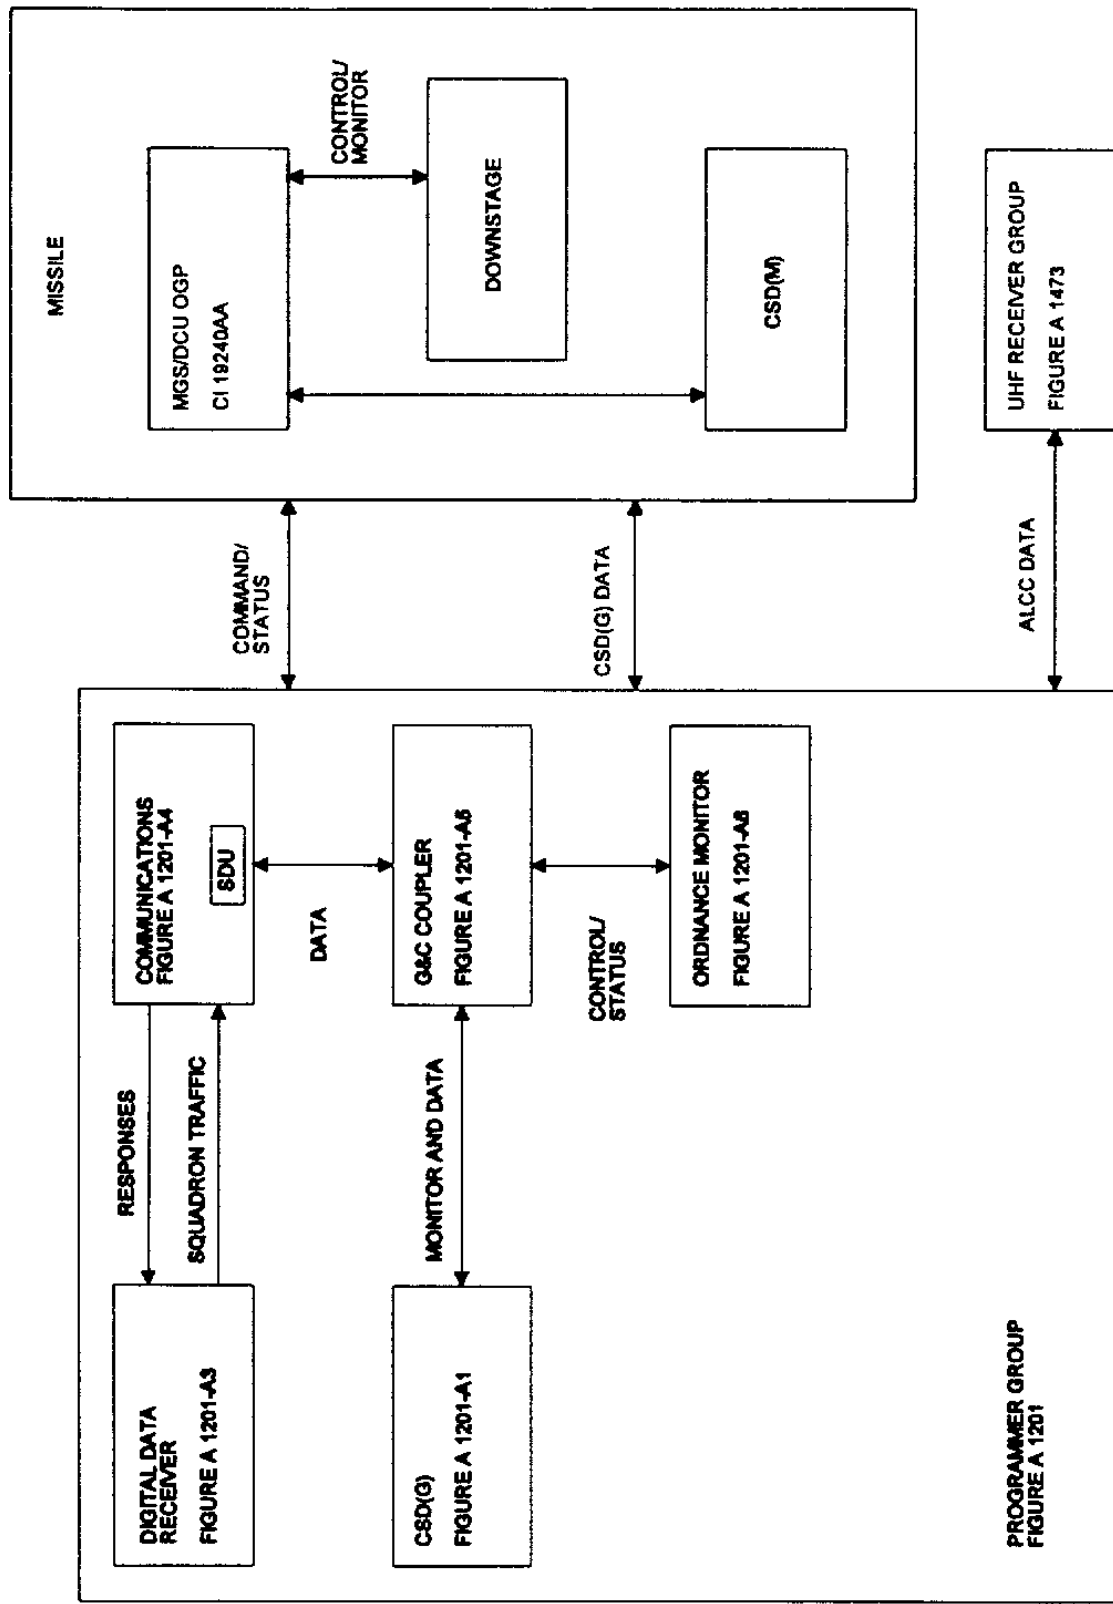 DIGITAL DATA
RECEIVER
FIGURE A 1201-A3
RESPONSES
SQUADRON TRAFFIC
COMMUNICATIONS
FIGURE A 1201-A4
SDU
DATA
CSD(G)
FIGURE A 1201-A1
MONITOR AND DATA
G&C COUPLER
FIGURE A 1201-A5
CONTROL/
STATUS
ORDNANCE MONITOR
FIGURE A 1201-A8
PROGRAMMER GROUP
FIGURE A 1201
COMMAND/
STATUS
CSD(G) DATA
ALCC DATA
MISSILE
MGS/DCU OGP
CI 19240AA
CONTROL/
MONITOR
DOWNSTAGE
CSD(M)
UHF RECEIVER GROUP
FIGURE A 1473